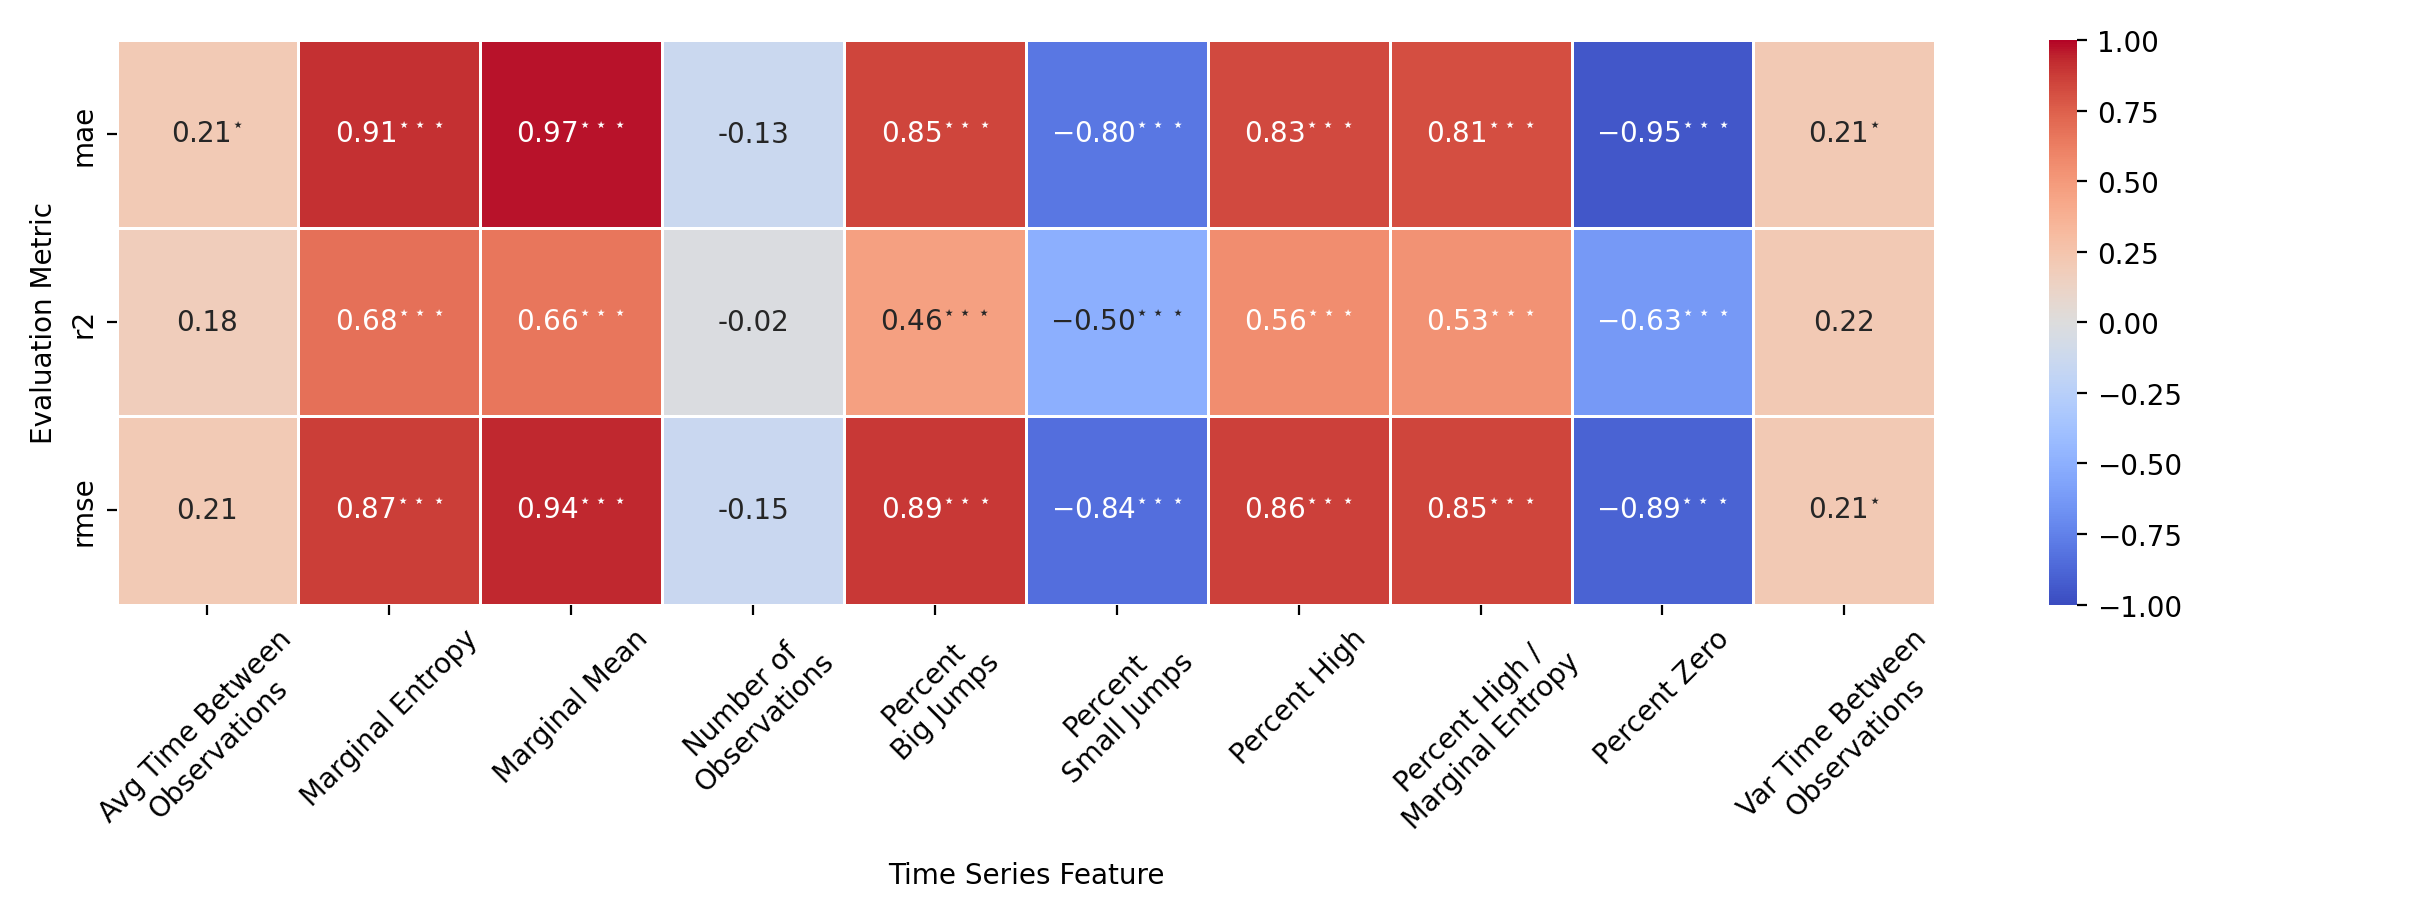 Evaluation Metric
mae
0.21*
0.91***
0.97***
-0.13
0.85***
−0.80***
0.83***
0.81***
−0.95***
0.21*
r2
0.18
0.68***
0.66***
-0.02
0.46***
−0.50***
0.56***
0.53***
−0.63***
0.22
rmse
0.21
0.87***
0.94***
-0.15
0.89***
−0.84***
0.86***
0.85***
−0.89***
0.21*
Avg Time Between
Observations
Marginal Entropy
Marginal Mean
Number of
Observations
Percent
Big Jumps
Percent
Small Jumps
Percent High
Percent High /
Marginal Entropy
Percent Zero
Var Time Between
Observations
Time Series Feature
1.00
0.75
0.50
0.25
0.00
−0.25
−0.50
−0.75
−1.00